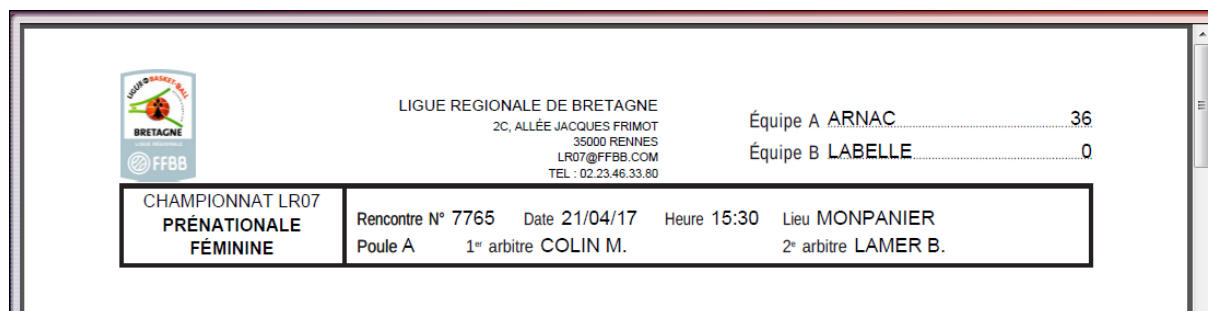 LIGUE DE BASKET-BALL
BRETAGNE
LIGUE RÉGIONALE
FFBB
LIGUE REGIONALE DE BRETAGNE
2C, ALLÉE JACQUES FRIMOT
35000 RENNES
LR07@FFBB.COM
TEL : 02.23.46.33.80
Équipe A ARNAC 36
Équipe B LABELLE 0
CHAMPIONNAT LR07
PRÉNATIONALE
FÉMININE
Rencontre N° 7765 Date 21/04/17 Heure 15:30 Lieu MONPANIER
Poule A 1er arbitre COLIN M. 2e arbitre LAMER B.